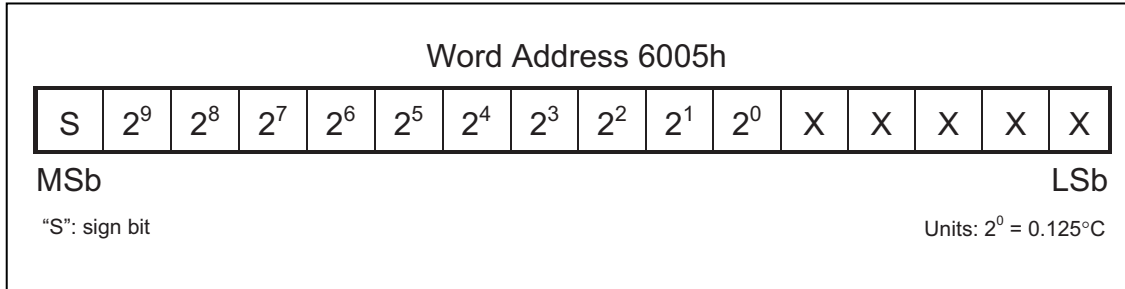 Word Address 6005h
S 2⁹ 2⁸ 2⁷ 2⁶ 2⁵ 2⁴ 2³ 2² 2¹ 2⁰ X X X X X
MSb LSb
“S”: sign bit Units: 2⁰ = 0.125°C